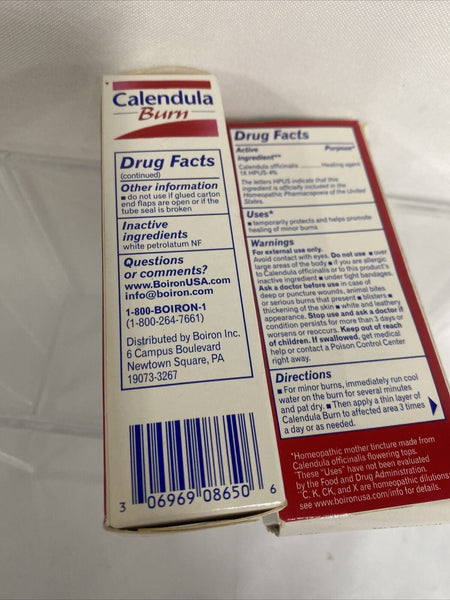 Calendula
Burn
Drug Facts
(continued)
Other information
▪ do not use if glued carton
end flaps are open or if the
tube seal is broken
Inactive
ingredients
white petrolatum NF
Questions
or comments?
www.BoironUSA.com
info@boiron.com
1-800-BOIRON-1
(1-800-264-7661)
Distributed by Boiron Inc.
6 Campus Boulevard
Newtown Square, PA
19073-3267
3 06969 08650 6
Drug Facts
Active Purpose*
ingredient**
Calendula officinalis ........ Healing agent
1X HPUS-4%
The letters HPUS indicate that this
ingredient is officially included in the
Homeopathic Pharmacopoeia of the United
States.
Uses*
▪ temporarily protects and helps promote
healing of minor burns
Warnings
For external use only.
Avoid contact with eyes. Do not use ▪ over
large areas of the body ▪ if you are allergic
to Calendula officinalis or to this product's
inactive ingredient ▪ under tight bandages.
Ask a doctor before use in case of
deep or puncture wounds, animal bites
or serious burns that present ▪ blisters ▪
thickening of the skin ▪ white and leathery
appearance. Stop use and ask a doctor if
condition persists for more than 3 days or
worsens or reoccurs. Keep out of reach
of children. If swallowed, get medical
help or contact a Poison Control Center
right away.
Directions
▪ For minor burns, immediately run cool
water on the burn for several minutes
and pat dry. ▪ Then apply a thin layer of
Calendula Burn to affected area 3 times
a day or as needed.
*Homeopathic mother tincture made from
Calendula officinalis flowering tops.
These "Uses" have not been evaluated
by the Food and Drug Administration.
**C, K, CK, and X are homeopathic dilutions:
see www.boironusa.com/info for details.